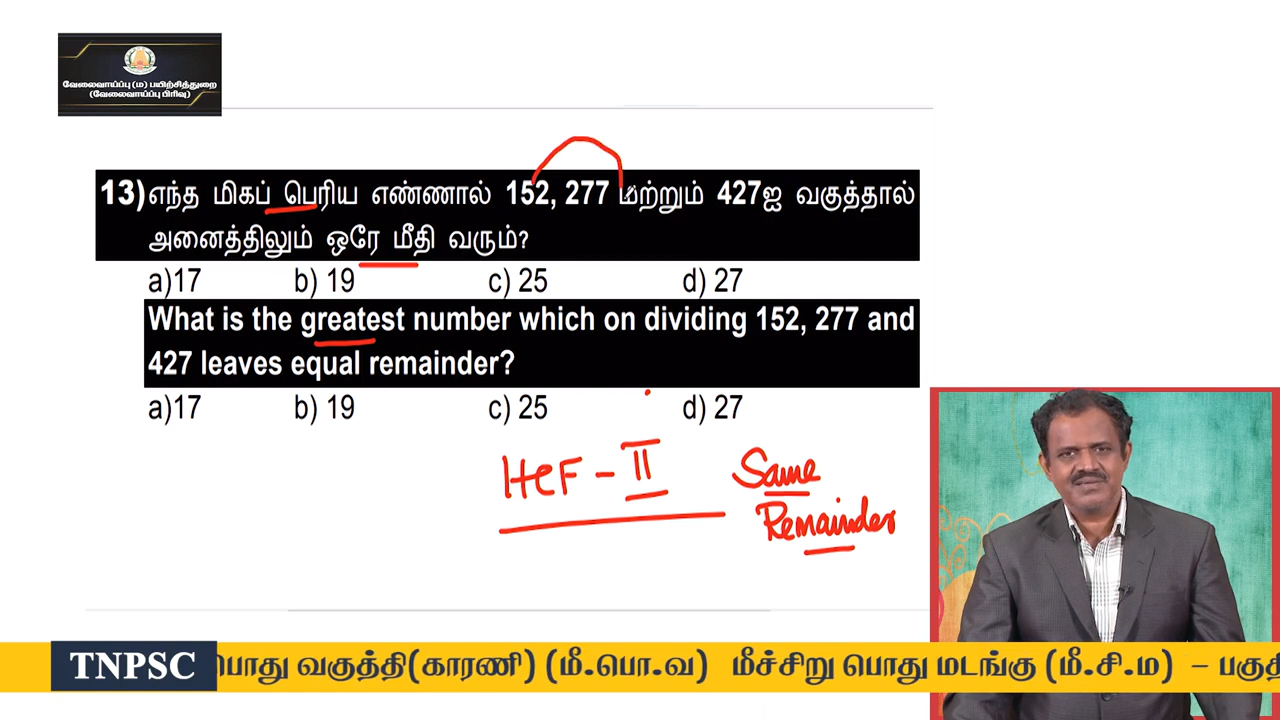 வேலைவாய்ப்பு (ம) பயிற்சித்துறை
(வேலைவாய்ப்பு பிரிவு)
13)எந்த மிகப் பெரிய எண்ணால் 152, 277 மற்றும் 427ஐ வகுத்தால்
அனைத்திலும் ஒரே மீதி வரும்?
a)17 b) 19 c) 25 d) 27
What is the greatest number which on dividing 152, 277 and
427 leaves equal remainder?
a)17 b) 19 c) 25 d) 27
HCF - II
Same
Remainder
TNPSC பொது வகுத்தி(காரணி) (மீ.பொ.வ) மீச்சிறு பொது மடங்கு (மீ.சி.ம) – பகுதி